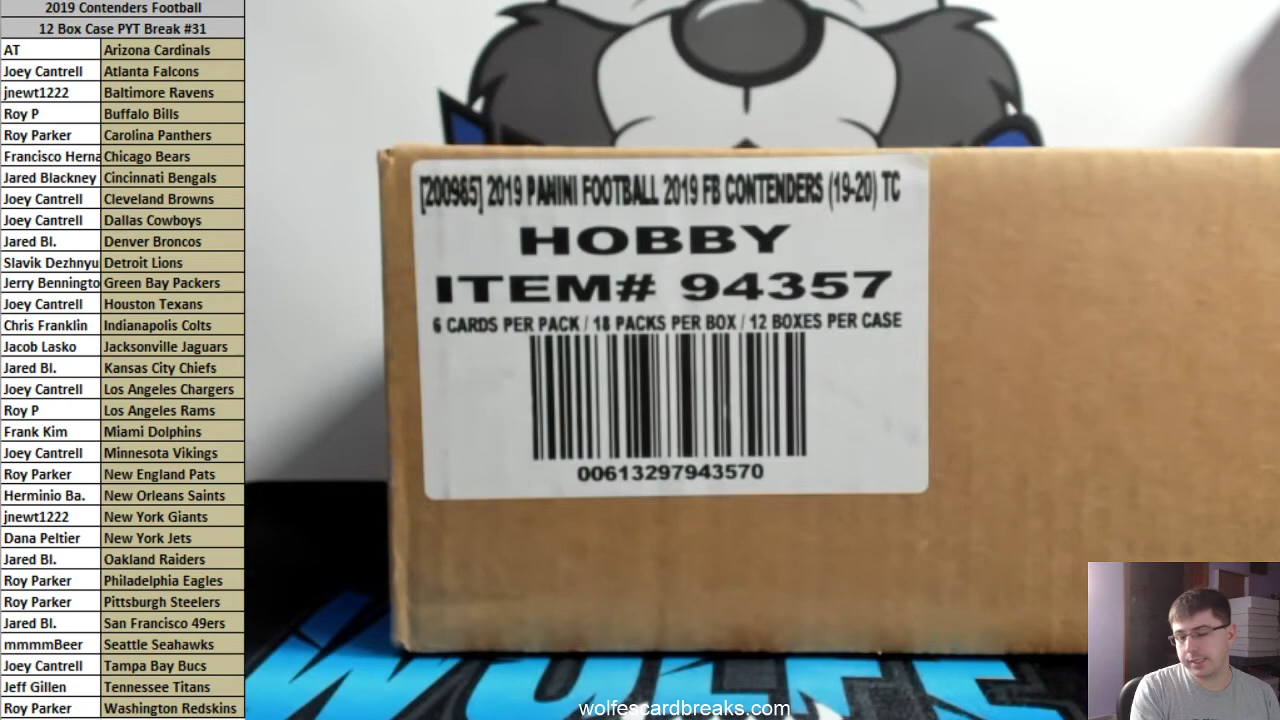 2019 Contenders Football
12 Box Case PYT Break #31
AT Arizona Cardinals
Joey Cantrell Atlanta Falcons
jnewt1222 Baltimore Ravens
Roy P Buffalo Bills
Roy Parker Carolina Panthers
Francisco Herna Chicago Bears
Jared Blackney Cincinnati Bengals
Joey Cantrell Cleveland Browns
Joey Cantrell Dallas Cowboys
Jared Bl. Denver Broncos
Slavik Dezhnyu Detroit Lions
Jerry Benningto Green Bay Packers
Joey Cantrell Houston Texans
Chris Franklin Indianapolis Colts
Jacob Lasko Jacksonville Jaguars
Jared Bl. Kansas City Chiefs
Joey Cantrell Los Angeles Chargers
Roy P Los Angeles Rams
Frank Kim Miami Dolphins
Joey Cantrell Minnesota Vikings
Roy Parker New England Pats
Herminio Ba. New Orleans Saints
jnewt1222 New York Giants
Dana Peltier New York Jets
Jared Bl. Oakland Raiders
Roy Parker Philadelphia Eagles
Roy Parker Pittsburgh Steelers
Jared Bl. San Francisco 49ers
mmmmBeer Seattle Seahawks
Joey Cantrell Tampa Bay Bucs
Jeff Gillen Tennessee Titans
Roy Parker Washington Redskins
[200985] 2019 PANINI FOOTBALL 2019 FB CONTENDERS (19-20) TC
HOBBY
ITEM# 94357
6 CARDS PER PACK / 18 PACKS PER BOX / 12 BOXES PER CASE
00613297943570
WOLFE
wolfescardbreaks.com